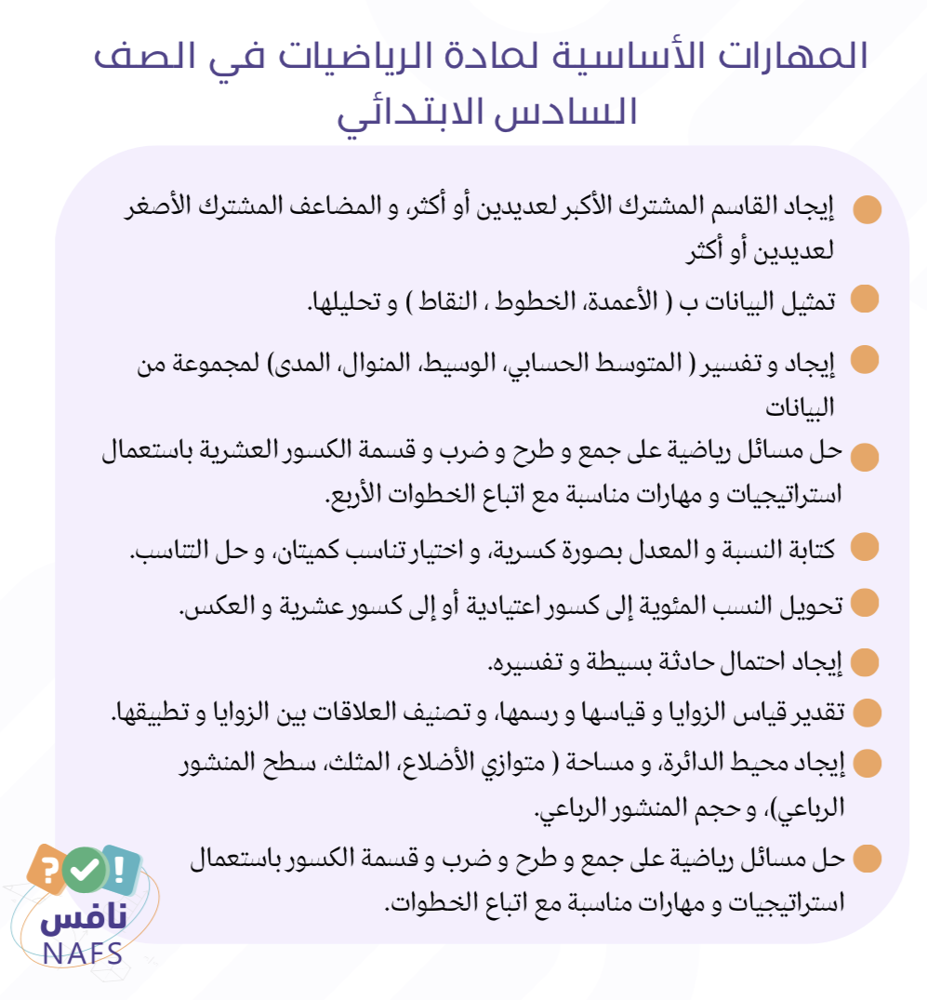 المهارات الأساسية لمادة الرياضيات في الصف
السادس الابتدائي
إيجاد القاسم المشترك الأكبر لعديدين أو أكثر، و المضاعف المشترك الأصغر
لعديدين أو أكثر
تمثيل البيانات ب ( الأعمدة، الخطوط ، النقاط ) و تحليلها.
إيجاد و تفسير ( المتوسط الحسابي، الوسيط، المنوال، المدى) لمجموعة من
البيانات
حل مسائل رياضية على جمع و طرح و ضرب و قسمة الكسور العشرية باستعمال
استراتيجيات و مهارات مناسبة مع اتباع الخطوات الأربع.
كتابة النسبة و المعدل بصورة كسرية، و اختيار تناسب كميتان، و حل التناسب.
تحويل النسب المئوية إلى كسور اعتيادية أو إلى كسور عشرية و العكس.
إيجاد احتمال حادثة بسيطة و تفسيره.
تقدير قياس الزوايا و قياسها و رسمها، و تصنيف العلاقات بين الزوايا و تطبيقها.
إيجاد محيط الدائرة، و مساحة ( متوازي الأضلاع، المثلث، سطح المنشور
الرباعي)، و حجم المنشور الرباعي.
حل مسائل رياضية على جمع و طرح و ضرب و قسمة الكسور باستعمال
استراتيجيات و مهارات مناسبة مع اتباع الخطوات.
? !
نافس
NAFS